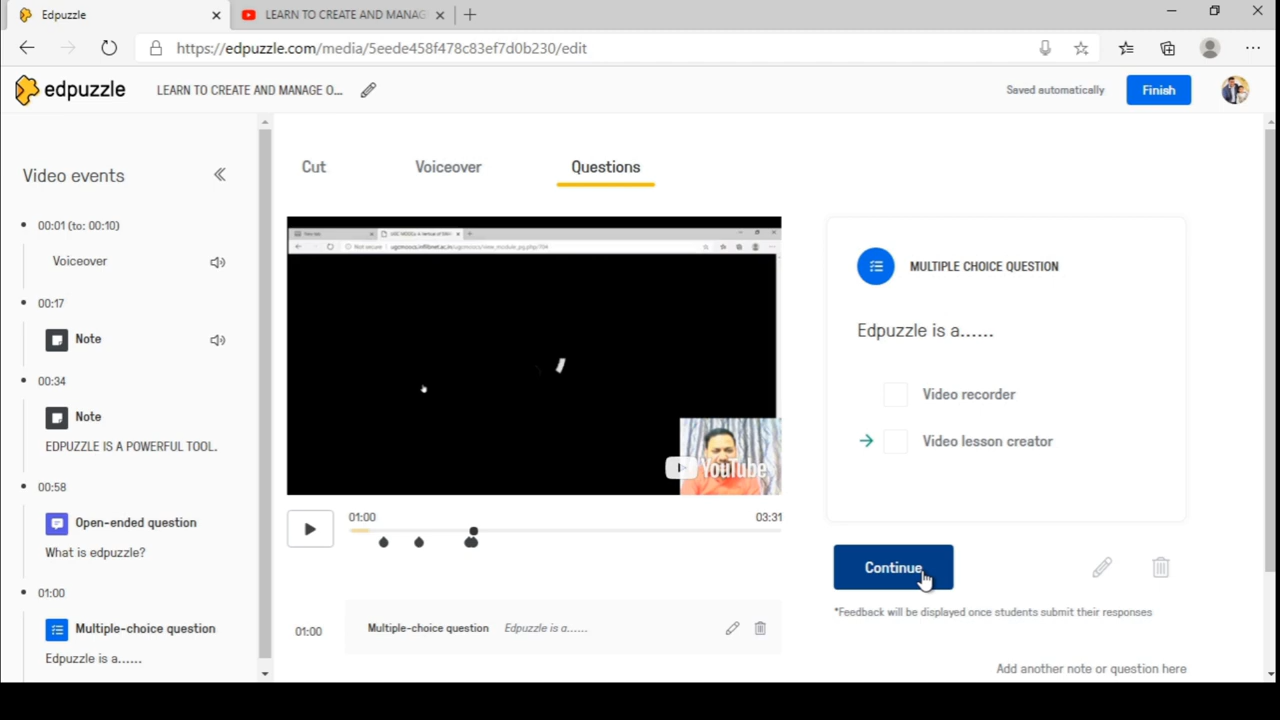 Edpuzzle
LEARN TO CREATE AND MANAG
https://edpuzzle.com/media/5eede458f478c83ef7d0b230/edit
edpuzzle
LEARN TO CREATE AND MANAGE O...
Saved automatically
Finish
Video events
00:01 (to: 00:10)
Voiceover
00:17
Note
00:34
Note
EDPUZZLE IS A POWERFUL TOOL.
00:58
Open-ended question
What is edpuzzle?
01:00
Multiple-choice question
Edpuzzle is a......
Cut
Voiceover
Questions
New tab
Not secure
YouTube
01:00
03:31
01:00
Multiple-choice question
Edpuzzle is a......
MULTIPLE CHOICE QUESTION
Edpuzzle is a......
Video recorder
Video lesson creator
Continue
*Feedback will be displayed once students submit their responses
Add another note or question here